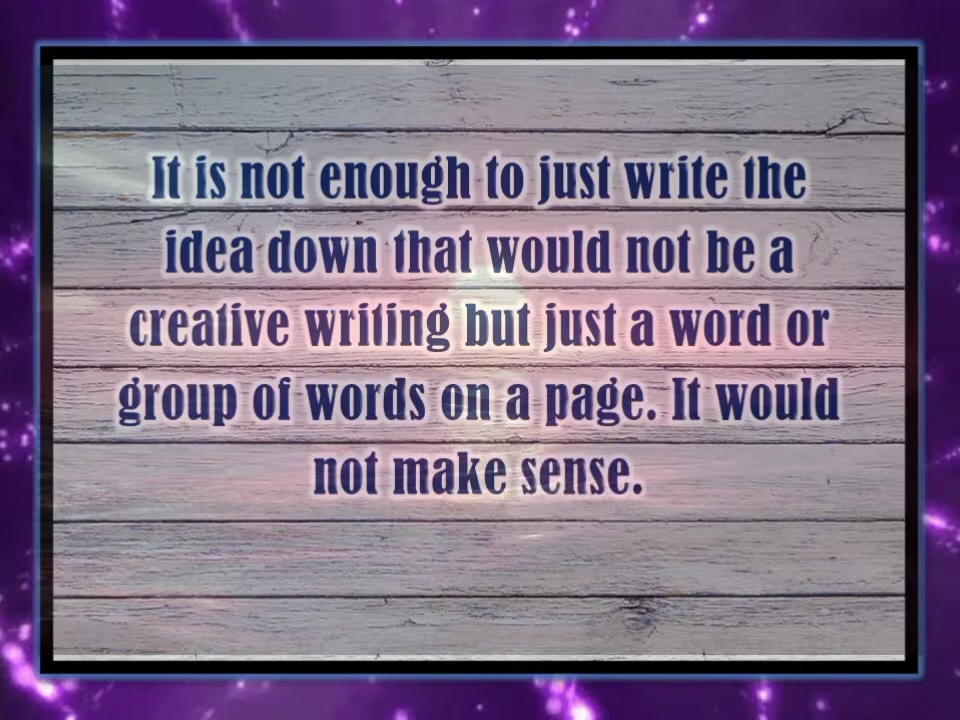 It is not enough to just write the
idea down that would not be a
creative writing but just a word or
group of words on a page. It would
not make sense.